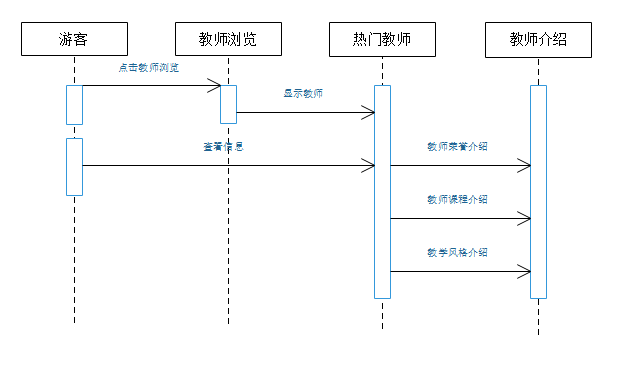 游客
教师浏览
热门教师
教师介绍
点击教师浏览
显示教师
查看信息
教师荣誉介绍
教师课程介绍
教学风格介绍